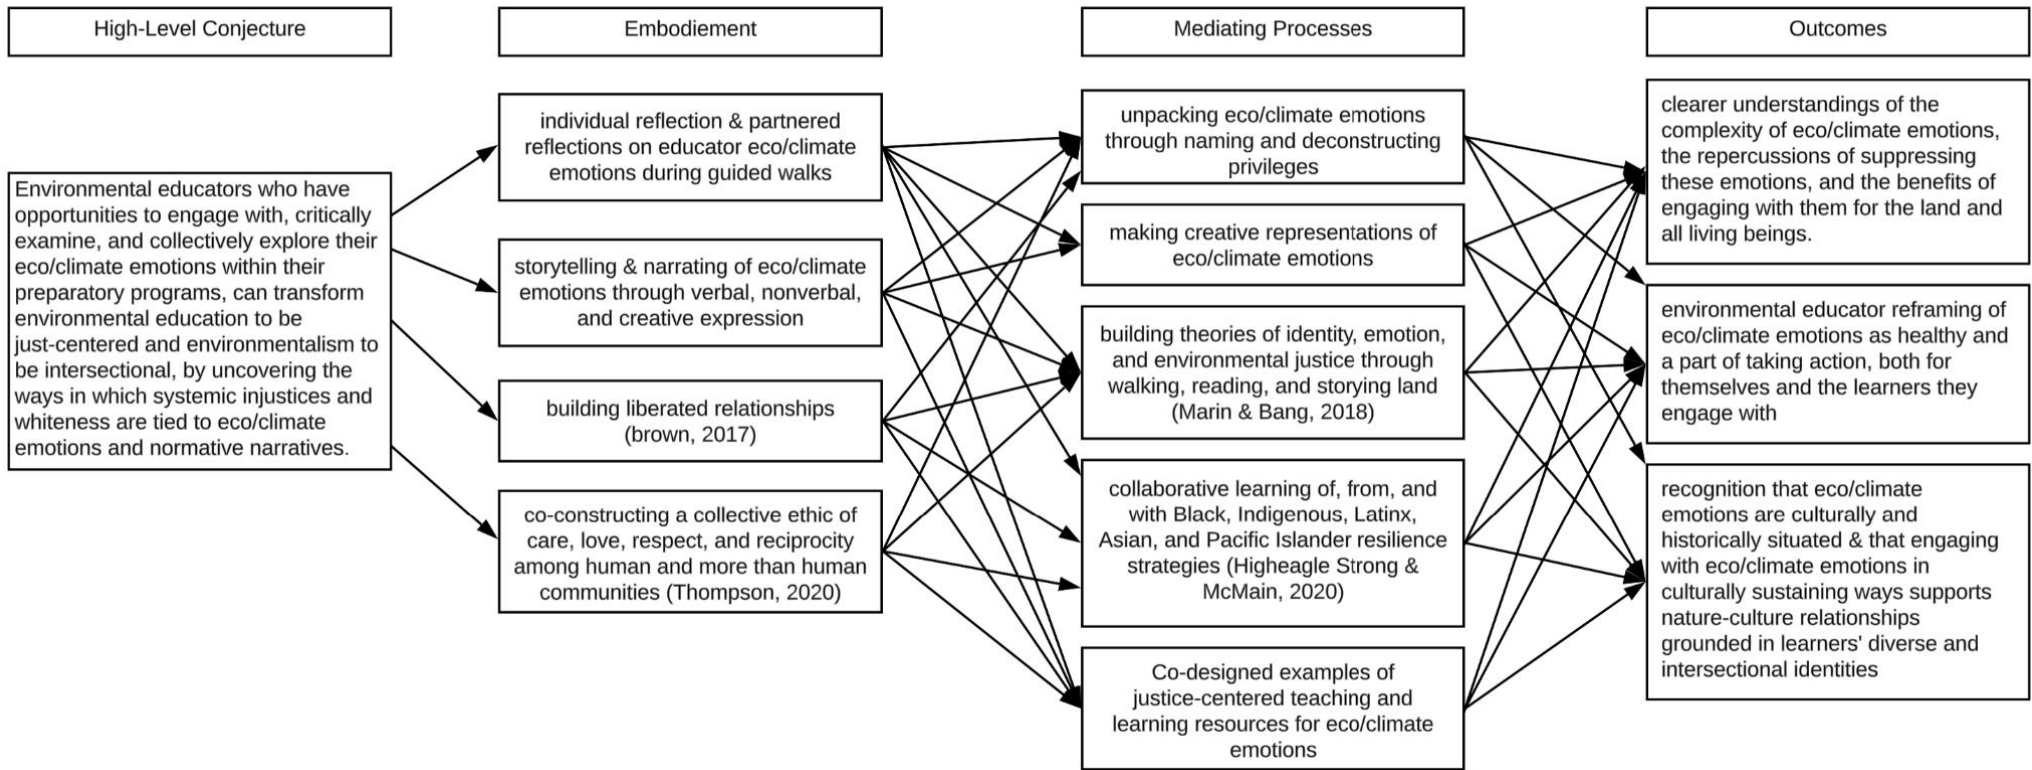 High-Level Conjecture
Embodiement
Mediating Processes
Outcomes
Environmental educators who have
opportunities to engage with, critically
examine, and collectively explore their
eco/climate emotions within their
preparatory programs, can transform
environmental education to be
just-centered and environmentalism to
be intersectional, by uncovering the
ways in which systemic injustices and
whiteness are tied to eco/climate
emotions and normative narratives.
individual reflection & partnered
reflections on educator eco/climate
emotions during guided walks
storytelling & narrating of eco/climate
emotions through verbal, nonverbal,
and creative expression
building liberated relationships
(brown, 2017)
co-constructing a collective ethic of
care, love, respect, and reciprocity
among human and more than human
communities (Thompson, 2020)
unpacking eco/climate emotions
through naming and deconstructing
privileges
making creative representations of
eco/climate emotions
building theories of identity, emotion,
and environmental justice through
walking, reading, and storying land
(Marin & Bang, 2018)
collaborative learning of, from, and
with Black, Indigenous, Latinx,
Asian, and Pacific Islander resilience
strategies (Higheagle Strong &
McMain, 2020)
Co-designed examples of
justice-centered teaching and
learning resources for eco/climate
emotions
clearer understandings of the
complexity of eco/climate emotions,
the repercussions of suppressing
these emotions, and the benefits of
engaging with them for the land and
all living beings.
environmental educator reframing of
eco/climate emotions as healthy and
a part of taking action, both for
themselves and the learners they
engage with
recognition that eco/climate
emotions are culturally and
historically situated & that engaging
with eco/climate emotions in
culturally sustaining ways supports
nature-culture relationships
grounded in learners' diverse and
intersectional identities